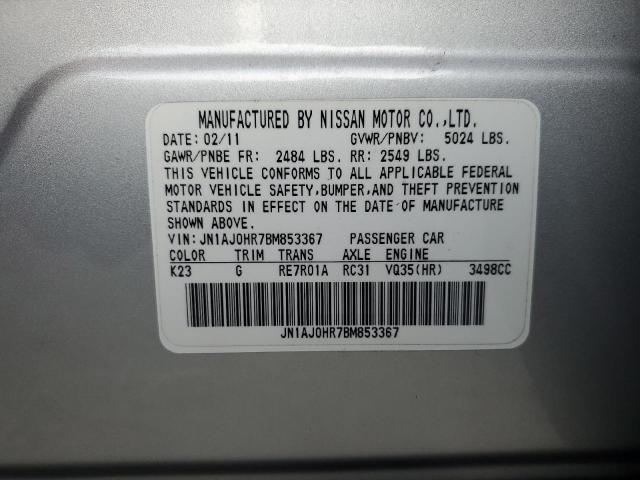 MANUFACTURED BY NISSAN MOTOR CO.,LTD.
DATE: 02/11 GVWR/PNBV: 5024 LBS.
GAWR/PNBE FR: 2484 LBS. RR: 2549 LBS.
THIS VEHICLE CONFORMS TO ALL APPLICABLE FEDERAL
MOTOR VEHICLE SAFETY,BUMPER,AND THEFT PREVENTION
STANDARDS IN EFFECT ON THE DATE OF MANUFACTURE
SHOWN ABOVE.
VIN: JN1AJ0HR7BM853367 PASSENGER CAR
COLOR TRIM TRANS AXLE ENGINE
K23 G RE7R01A RC31 VQ35(HR) 3498CC
JN1AJ0HR7BM853367